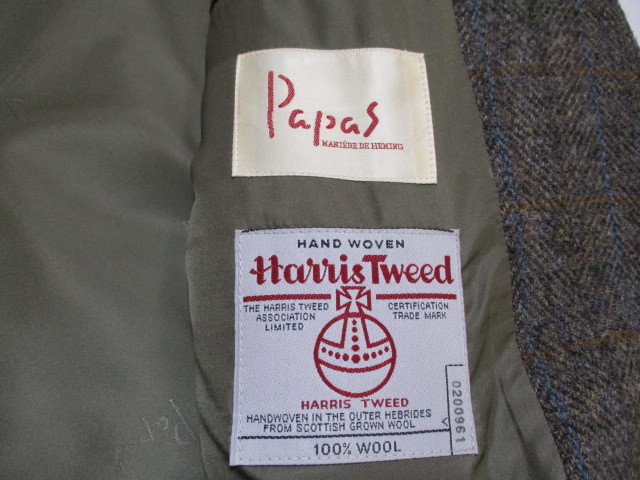 Papas
MANIÈRE DE HEMING
HAND WOVEN
Harris Tweed
THE HARRIS TWEED
ASSOCIATION
LIMITED
CERTIFICATION
TRADE MARK
HARRIS TWEED
HANDWOVEN IN THE OUTER HEBRIDES
FROM SCOTTISH GROWN WOOL
100% WOOL
0200961
Papas